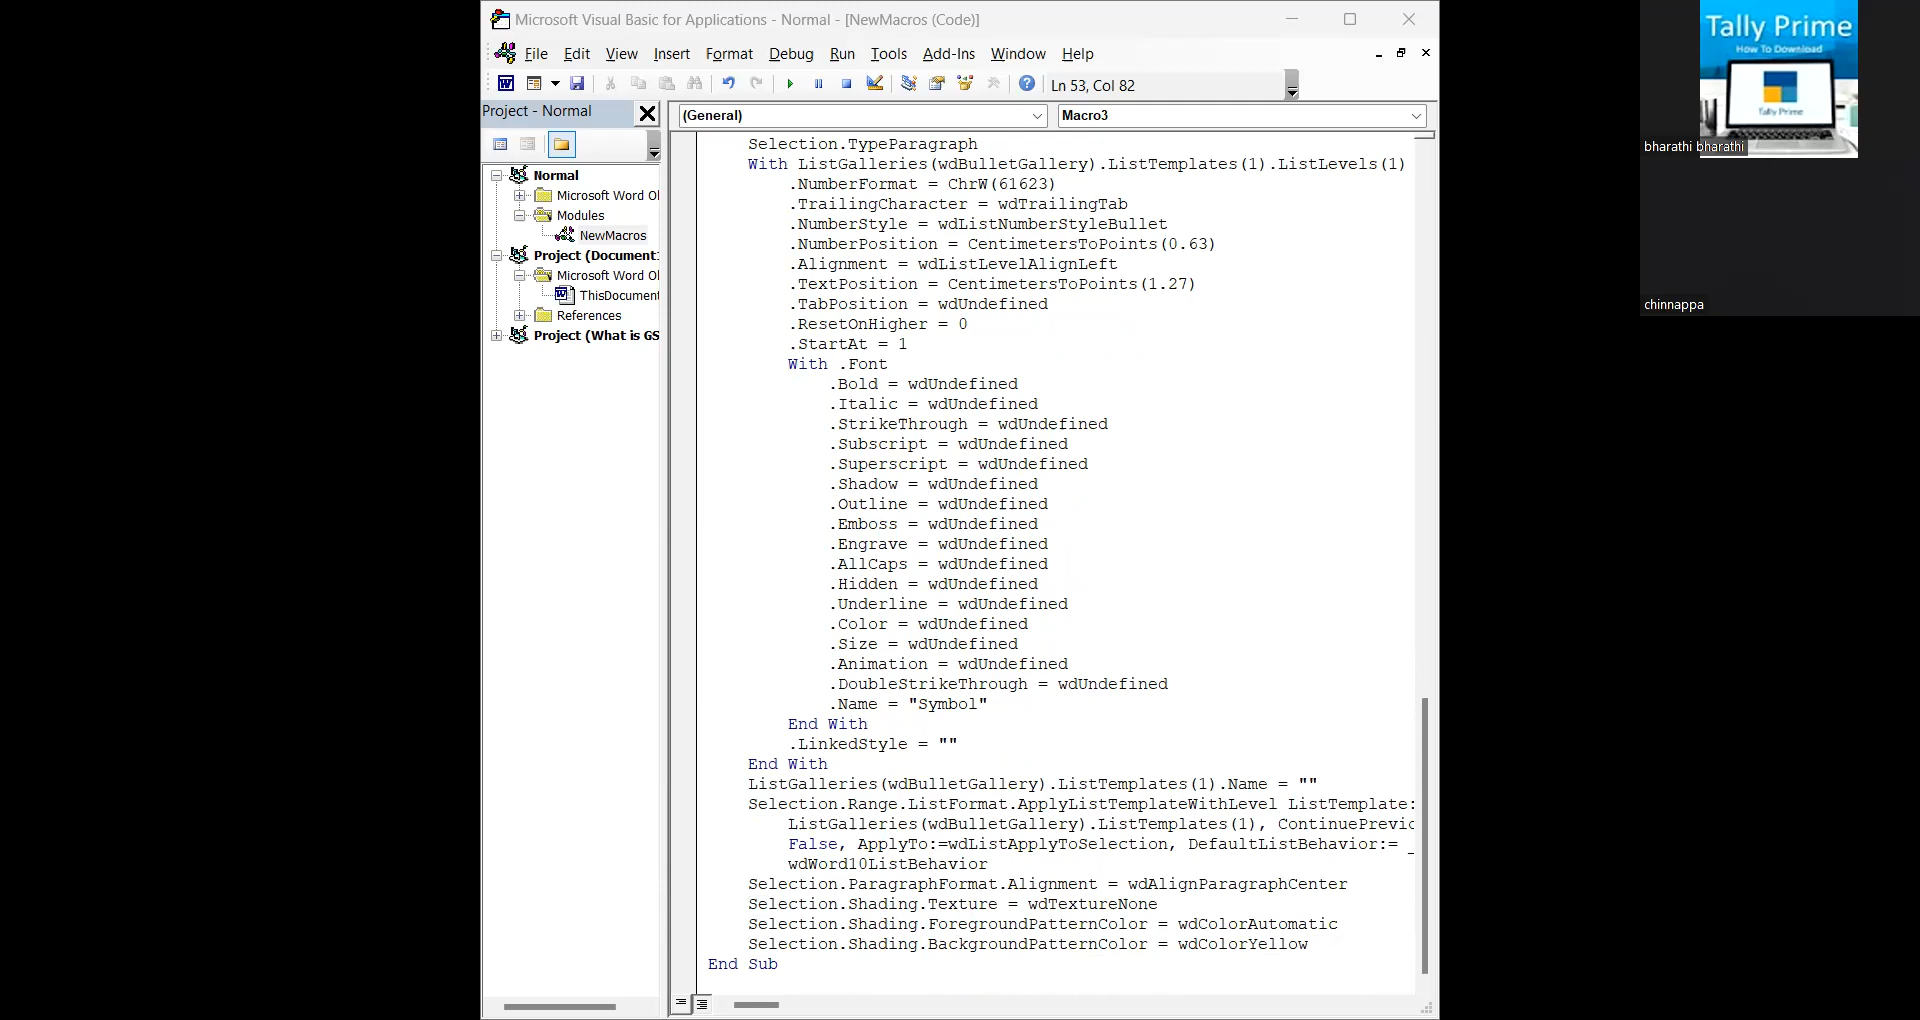 Microsoft Visual Basic for Applications - Normal - [NewMacros (Code)]
File Edit View Insert Format Debug Run Tools Add-Ins Window Help
Ln 53, Col 82
Project - Normal
(General)
Macro3
Normal
Microsoft Word Ol
Modules
NewMacros
Project (Document
Microsoft Word Ol
ThisDocument
References
Project (What is GS
Selection.TypeParagraph
With ListGalleries(wdBulletGallery).ListTemplates(1).ListLevels(1)
.NumberFormat = ChrW(61623)
.TrailingCharacter = wdTrailingTab
.NumberStyle = wdListNumberStyleBullet
.NumberPosition = CentimetersToPoints(0.63)
.Alignment = wdListLevelAlignLeft
.TextPosition = CentimetersToPoints(1.27)
.TabPosition = wdUndefined
.ResetOnHigher = 0
.StartAt = 1
With .Font
.Bold = wdUndefined
.Italic = wdUndefined
.StrikeThrough = wdUndefined
.Subscript = wdUndefined
.Superscript = wdUndefined
.Shadow = wdUndefined
.Outline = wdUndefined
.Emboss = wdUndefined
.Engrave = wdUndefined
.AllCaps = wdUndefined
.Hidden = wdUndefined
.Underline = wdUndefined
.Color = wdUndefined
.Size = wdUndefined
.Animation = wdUndefined
.DoubleStrikeThrough = wdUndefined
.Name = "Symbol"
End With
.LinkedStyle = ""
End With
ListGalleries(wdBulletGallery).ListTemplates(1).Name = ""
Selection.Range.ListFormat.ApplyListTemplateWithLevel ListTemplate:
ListGalleries(wdBulletGallery).ListTemplates(1), ContinuePrevio
False, ApplyTo:=wdListApplyToSelection, DefaultListBehavior:= _
wdWord10ListBehavior
Selection.ParagraphFormat.Alignment = wdAlignParagraphCenter
Selection.Shading.Texture = wdTextureNone
Selection.Shading.ForegroundPatternColor = wdColorAutomatic
Selection.Shading.BackgroundPatternColor = wdColorYellow
End Sub
Tally Prime
How To Download
Tally Prime
bharathi bharathi
chinnappa